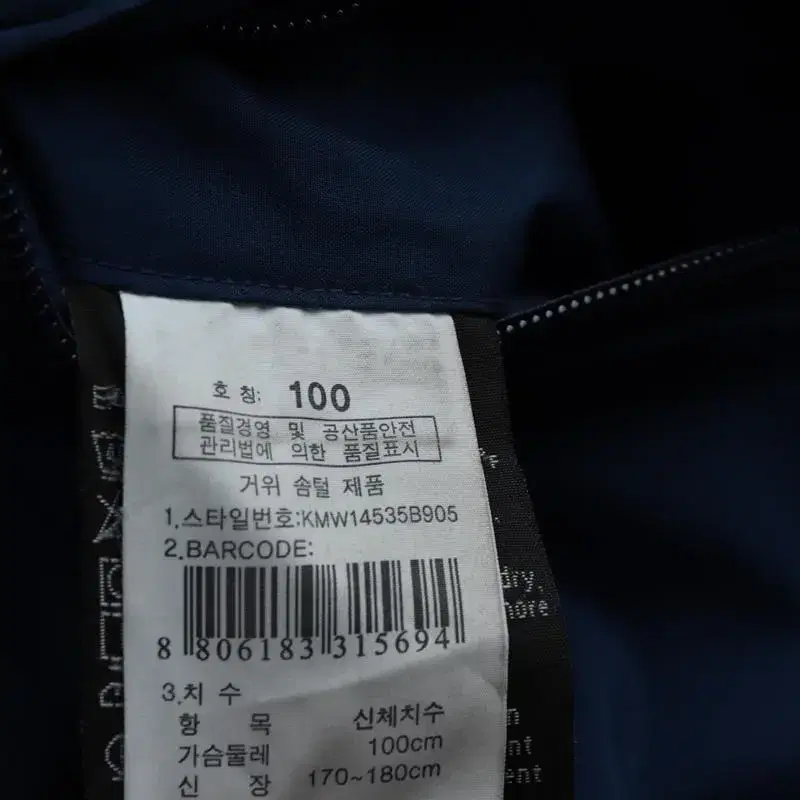 호 칭: 100
품질경영 및 공산품안전
관리법에 의한 품질표시
거위 솜털 제품
1.스타일번호:KMW14535B905
2.BARCODE:
8 806183 315694
3.치 수
항 목 신체치수
가슴둘레 100cm
신 장 170~180cm
dry,